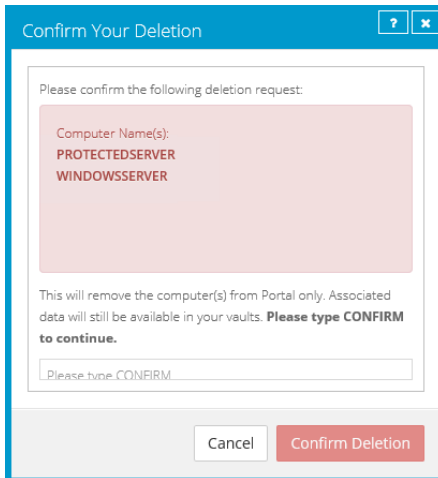 Confirm Your Deletion
? ×
Please confirm the following deletion request:
Computer Name(s):
PROTECTEDSERVER
WINDOWSSERVER
This will remove the computer(s) from Portal only. Associated
data will still be available in your vaults. Please type CONFIRM
to continue.
Please type CONFIRM
Cancel Confirm Deletion